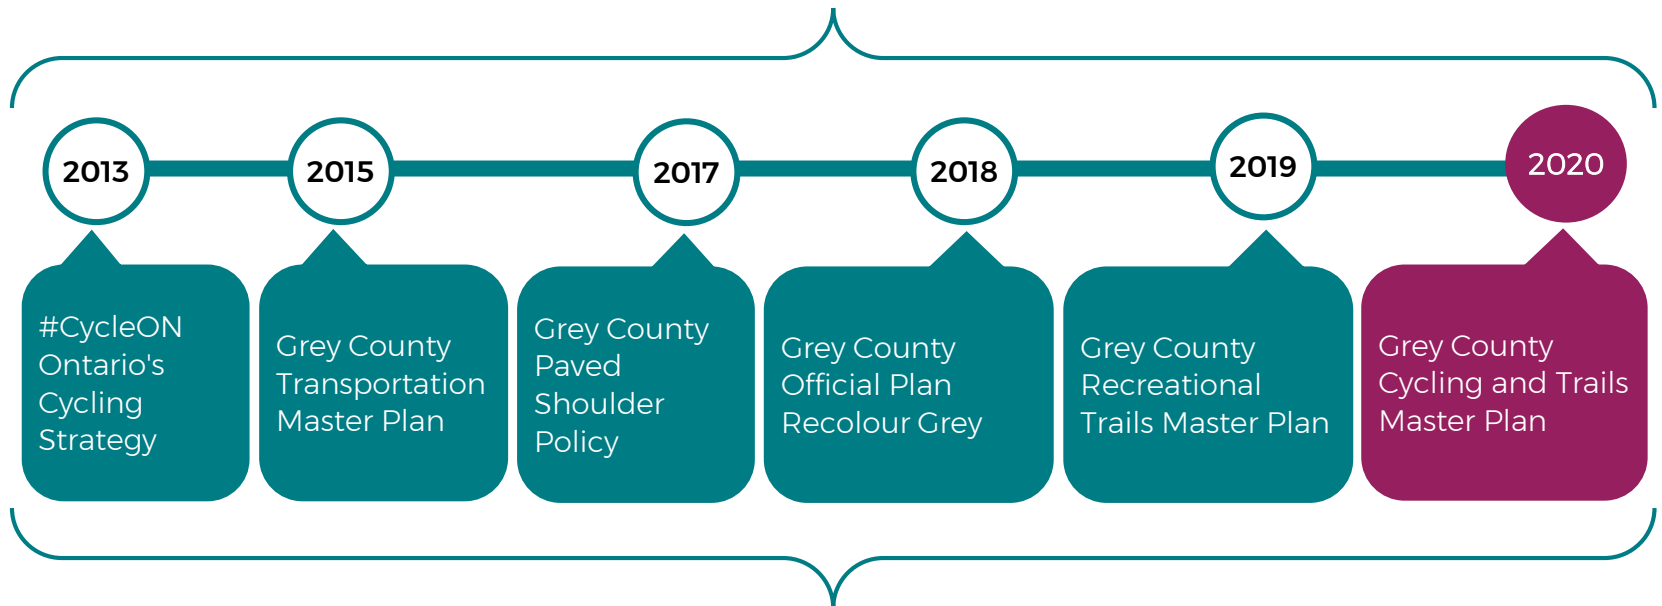 2013
2015
2017
2018
2019
2020
#CycleON
Ontario's
Cycling
Strategy
Grey County
Transportation
Master Plan
Grey County
Paved
Shoulder
Policy
Grey County
Official Plan
Recolour Grey
Grey County
Recreational
Trails Master Plan
Grey County
Cycling and Trails
Master Plan